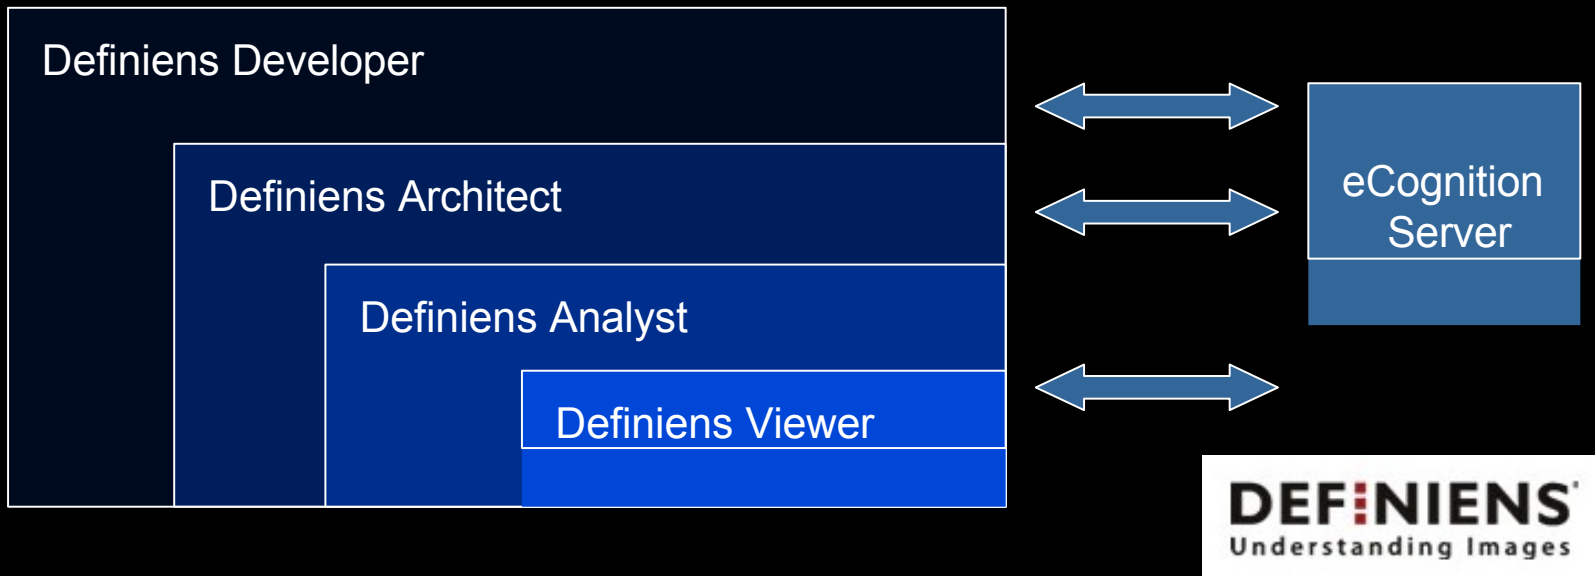 Definiens Developer
Definiens Architect
Definiens Analyst
Definiens Viewer
eCognition
Server
DEFINIENS
Understanding Images